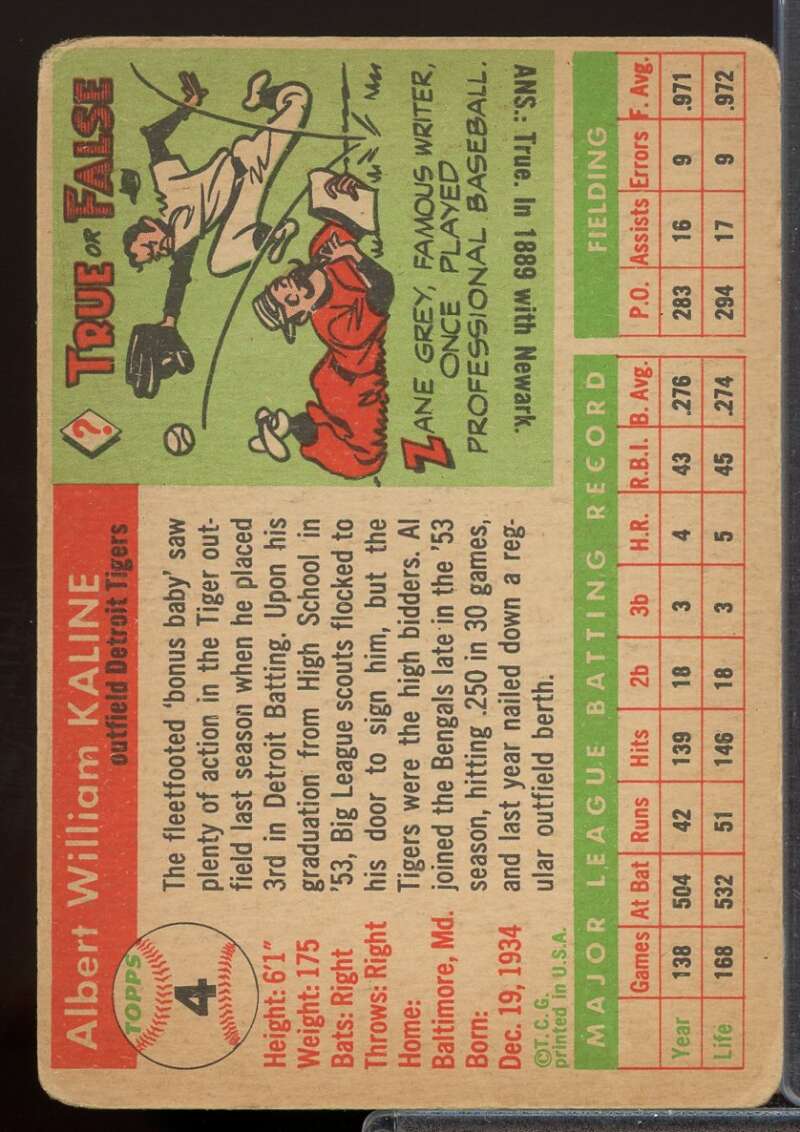 TOPPS
4
Albert William KALINE
outfield Detroit Tigers
Height: 6'1"
Weight: 175
Bats: Right
Throws: Right
Home:
Baltimore, Md.
Born:
Dec. 19, 1934
©T.C.G.
printed in U.S.A.
The fleetfooted 'bonus baby' saw
plenty of action in the Tiger out-
field last season when he placed
3rd in Detroit Batting. Upon his
graduation from High School in
'53, Big League scouts flocked to
his door to sign him, but the
Tigers were the high bidders. Al
joined the Bengals late in the '53
season, hitting .250 in 30 games,
and last year nailed down a reg-
ular outfield berth.
? TRUE OR FALSE
ZANE GREY, FAMOUS WRITER,
ONCE PLAYED
PROFESSIONAL BASEBALL.
ANS.: True. In 1889 with Newark.
MAJOR LEAGUE BATTING RECORD FIELDING
Games At Bat Runs Hits 2b 3b H.R. R.B.I. B. Avg. P.O. Assists Errors F. Avg.
Year 138 504 42 139 18 3 4 43 .276 283 16 9 .971
Life 168 532 51 146 18 3 5 45 .274 294 17 9 .972